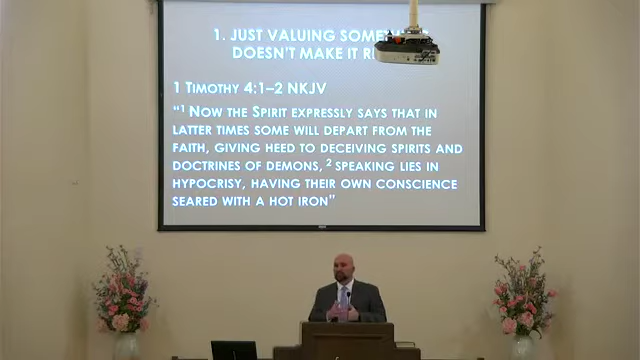 1. JUST VALUING
DOESN'T MAKE IT
1 TIMOTHY 4:1–2 NKJV
"1 NOW THE SPIRIT EXPRESSLY SAYS THAT IN
LATTER TIMES SOME WILL DEPART FROM THE
FAITH, GIVING HEED TO DECEIVING SPIRITS AND
DOCTRINES OF DEMONS, 2 SPEAKING LIES IN
HYPOCRISY, HAVING THEIR OWN CONSCIENCE
SEARED WITH A HOT IRON"